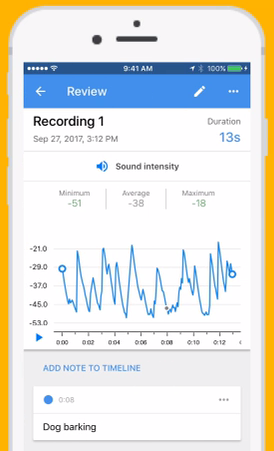 9:41 AM
100%
Review
Recording 1
Duration
Sep 27, 2017, 3:12 PM
13s
Sound intensity
Minimum
Average
Maximum
-51
-38
-18
-21.0
-29.0
-37.0
-45.0
-53.0
0:00
0:02
0:04
0:06
0:08
0:10
0:12
ADD NOTE TO TIMELINE
0:08
Dog barking